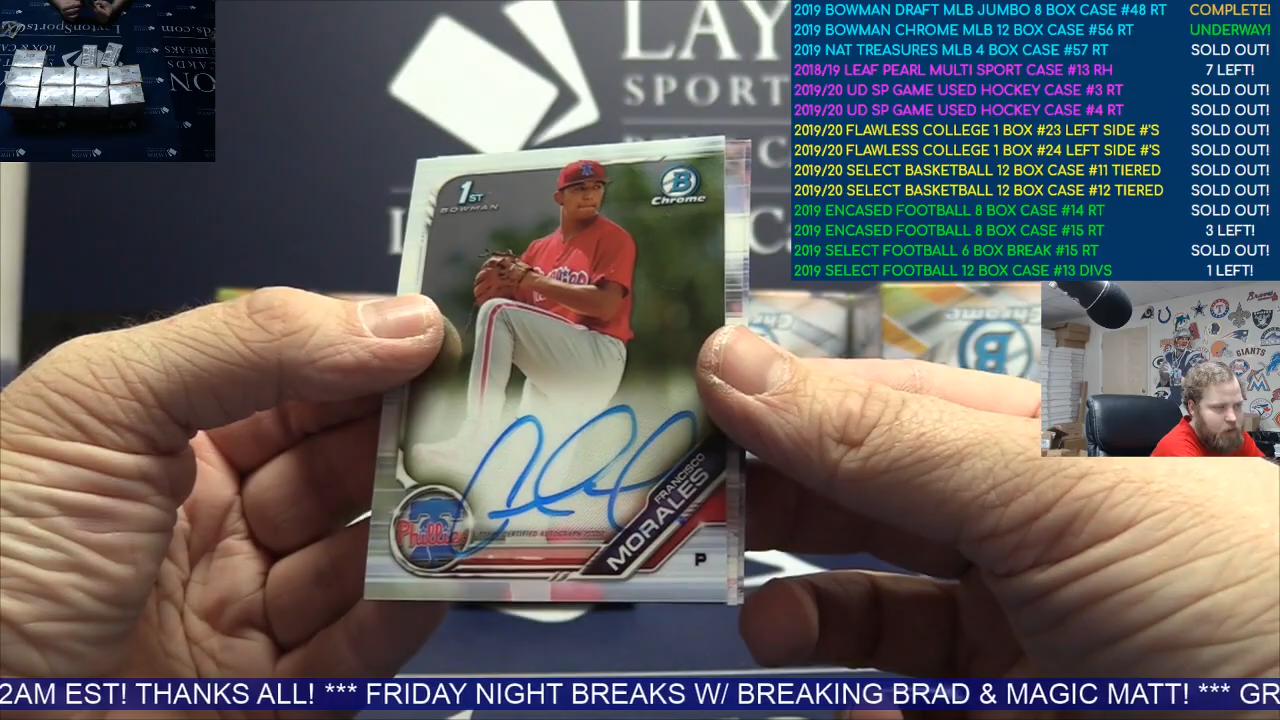 2019 BOWMAN DRAFT MLB JUMBO 8 BOX CASE #48 RT COMPLETE!
2019 BOWMAN CHROME MLB 12 BOX CASE #56 RT UNDERWAY!
2019 NAT TREASURES MLB 4 BOX CASE #57 RT SOLD OUT!
2018/19 LEAF PEARL MULTI SPORT CASE #13 RH 7 LEFT!
2019/20 UD SP GAME USED HOCKEY CASE #3 RT SOLD OUT!
2019/20 UD SP GAME USED HOCKEY CASE #4 RT SOLD OUT!
2019/20 FLAWLESS COLLEGE 1 BOX #23 LEFT SIDE #'S SOLD OUT!
2019/20 FLAWLESS COLLEGE 1 BOX #24 LEFT SIDE #'S SOLD OUT!
2019/20 SELECT BASKETBALL 12 BOX CASE #11 TIERED SOLD OUT!
2019/20 SELECT BASKETBALL 12 BOX CASE #12 TIERED SOLD OUT!
2019 ENCASED FOOTBALL 8 BOX CASE #14 RT SOLD OUT!
2019 ENCASED FOOTBALL 8 BOX CASE #15 RT 3 LEFT!
2019 SELECT FOOTBALL 6 BOX BREAK #15 RT SOLD OUT!
2019 SELECT FOOTBALL 12 BOX CASE #13 DIVS 1 LEFT!
LAY
SPORT
1ST
BOWMAN
B
Chrome
GIANTS
Braves
Phillies
FRANCISCO
MORALES
P
Chrome
2AM EST! THANKS ALL! *** FRIDAY NIGHT BREAKS W/ BREAKING BRAD & MAGIC MATT! *** GR